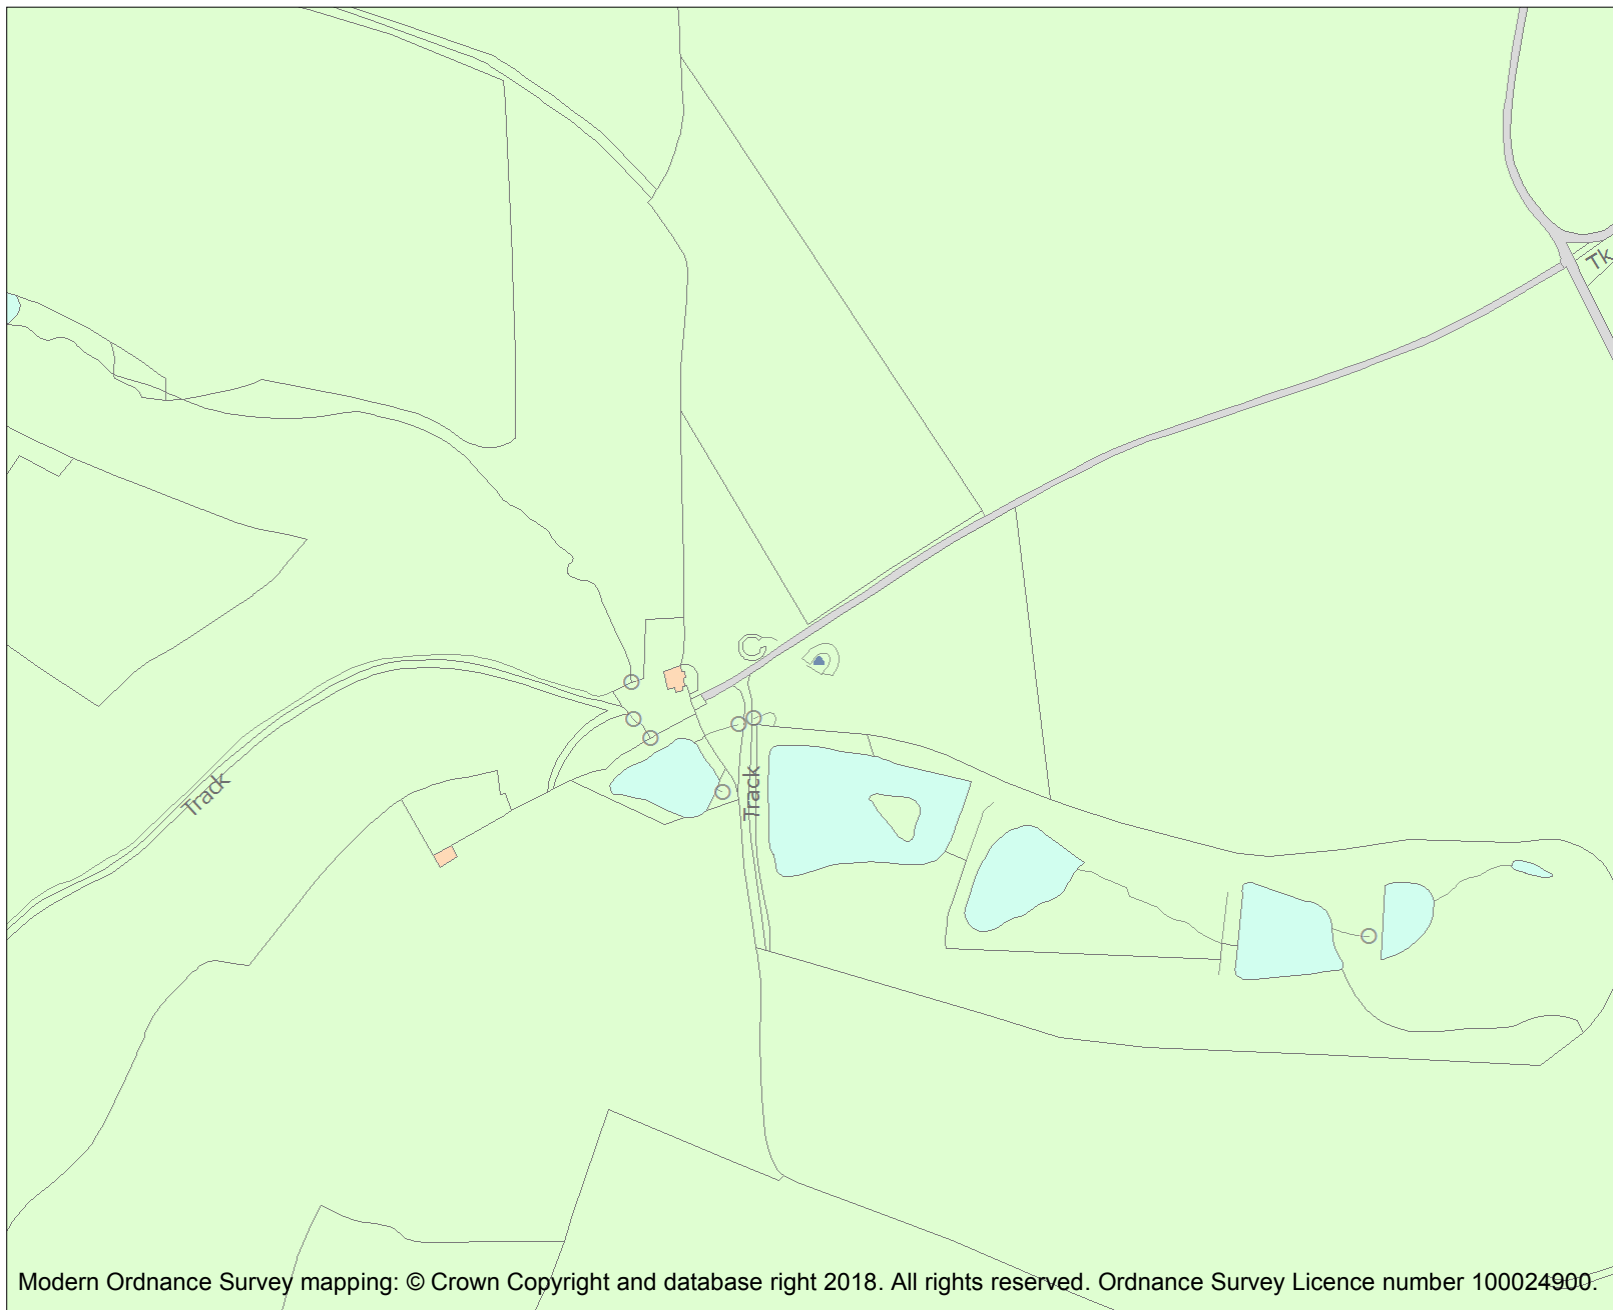 Tk
Track
Track
Modern Ordnance Survey mapping: © Crown Copyright and database right 2018. All rights reserved. Ordnance Survey Licence number 100024900.